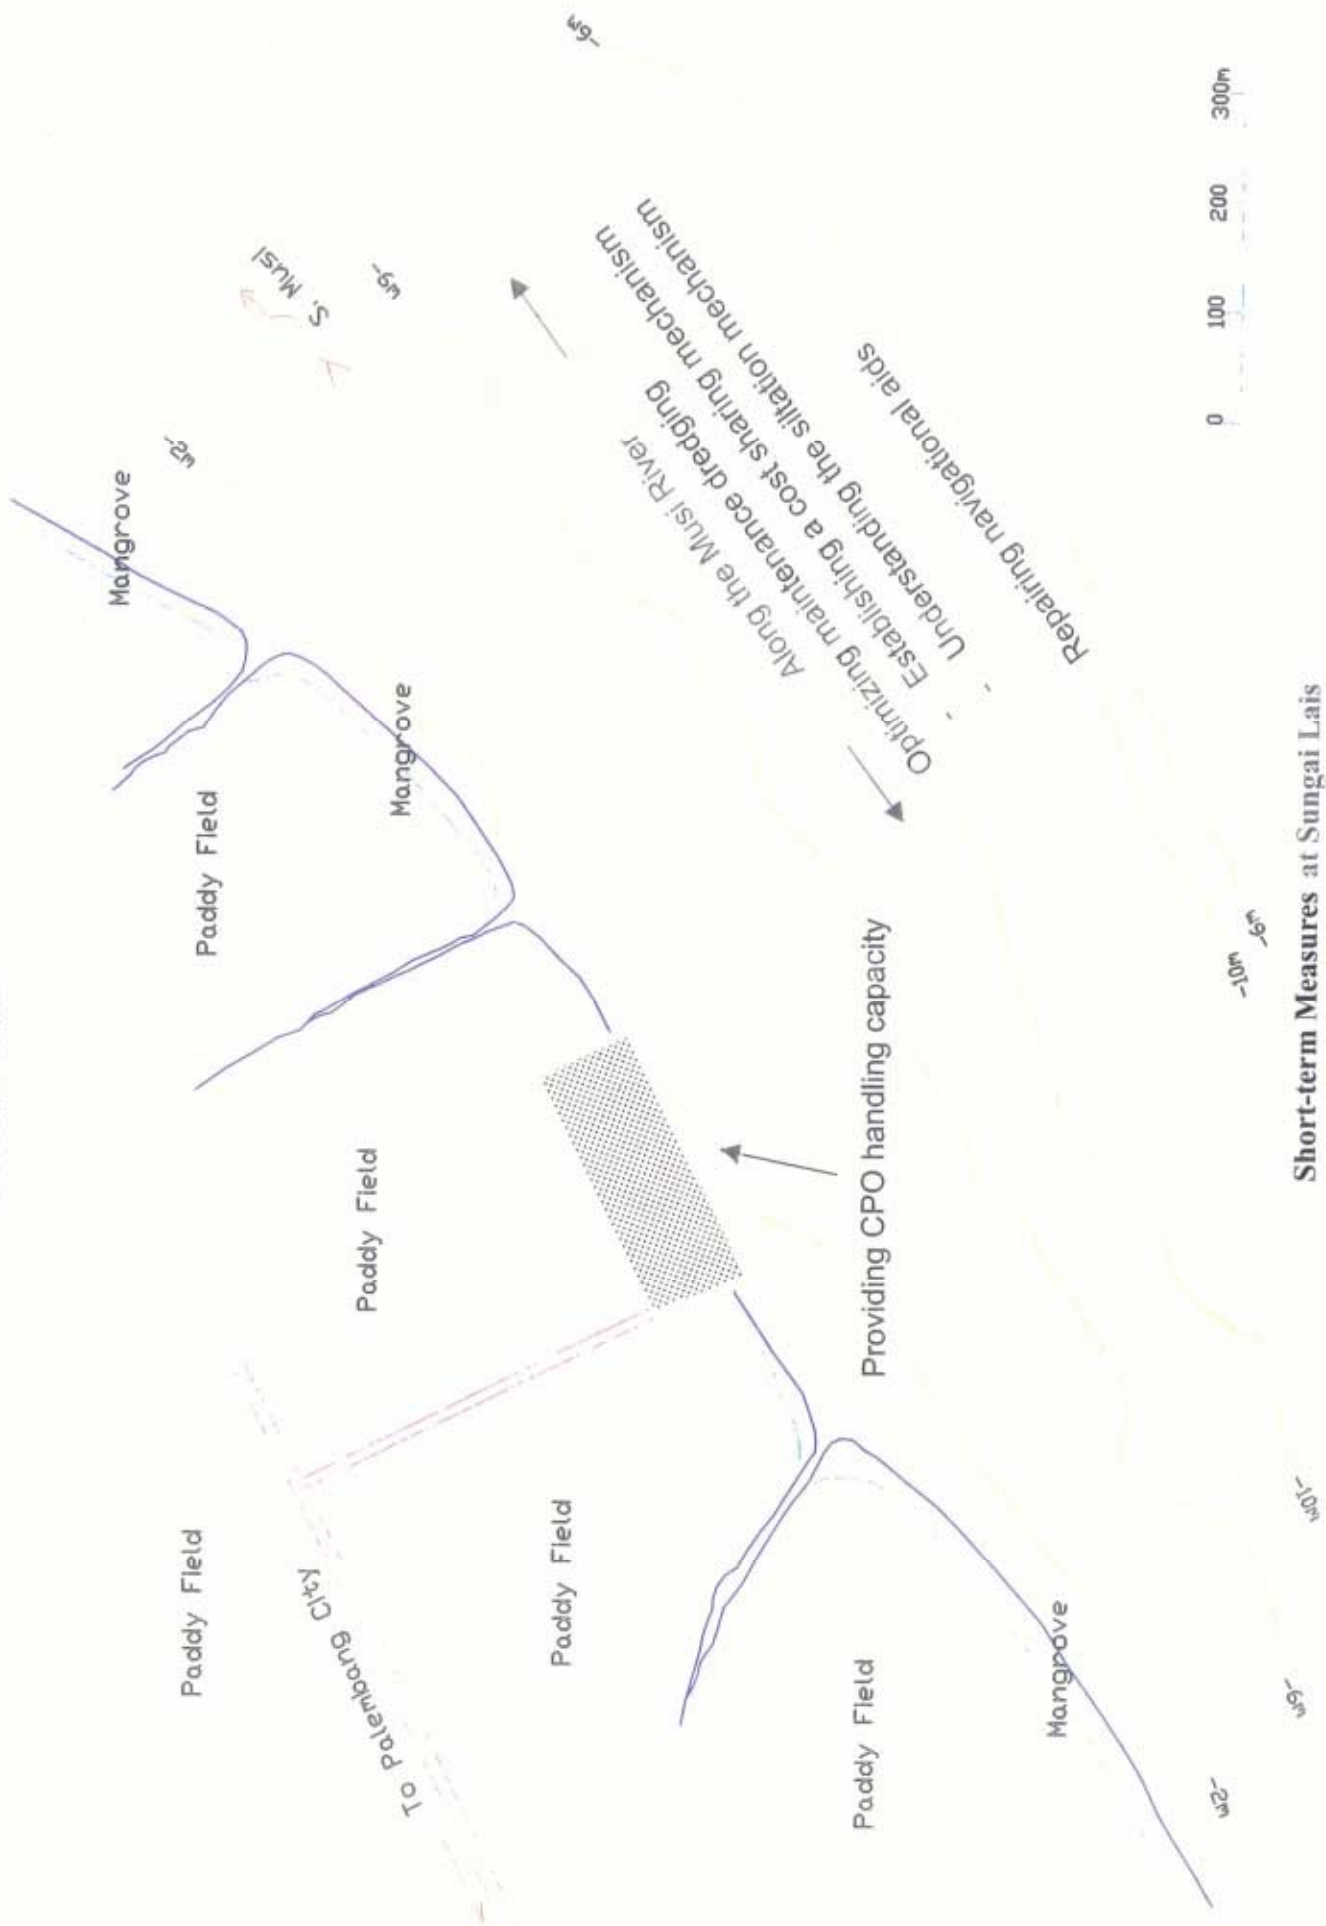 Paddy Field
To Palembang City
Paddy Field
Paddy Field
Mangrove
-2m
-6m
-10m
Paddy Field
Providing CPO handling capacity
Paddy Field
Mangrove
Mangrove
-2m
S. Musi
-6m
-6m
Along the Musi River
Optimizing maintenance dredging
- Establishing a cost sharing mechanism
- Understanding the siltation mechanism
Repairing navigational aids
-10m
-6m
0 100 200 300m
Short-term Measures at Sungai Lais